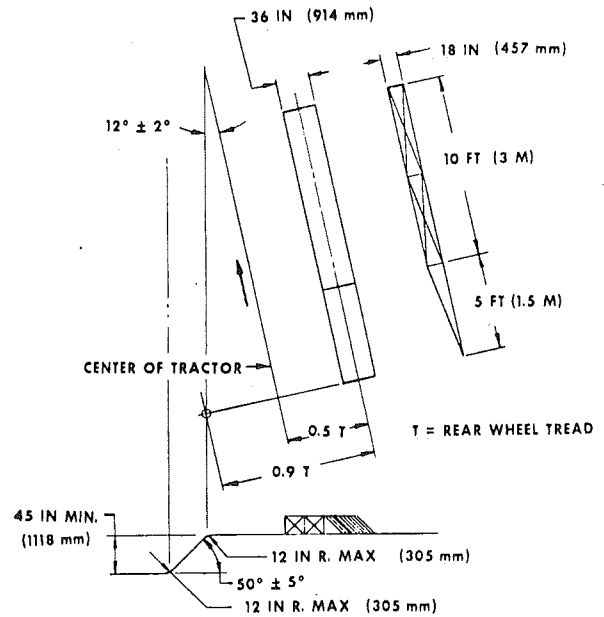 36 IN (914 mm)
18 IN (457 mm)
12° ± 2°
10 FT (3 M)
5 FT (1.5 M)
CENTER OF TRACTOR
0.5 T
T = REAR WHEEL TREAD
0.9 T
45 IN MIN.
(1118 mm)
12 IN R. MAX (305 mm)
50° ± 5°
12 IN R. MAX (305 mm)